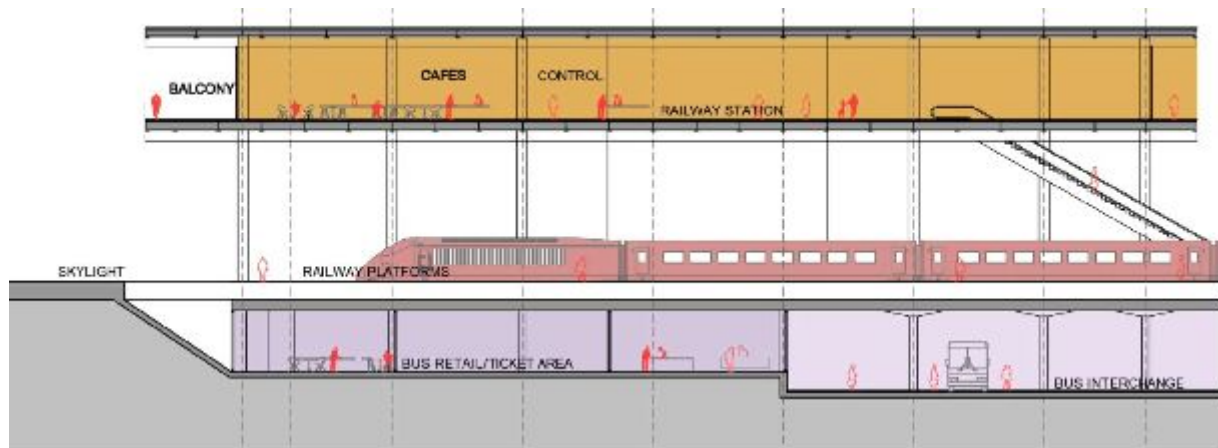 BALCONY
CAFES
CONTROL
RAILWAY STATION
SKYLIGHT
RAILWAY PLATFORMS
BUS RETAIL/TICKET AREA
BUS INTERCHANGE